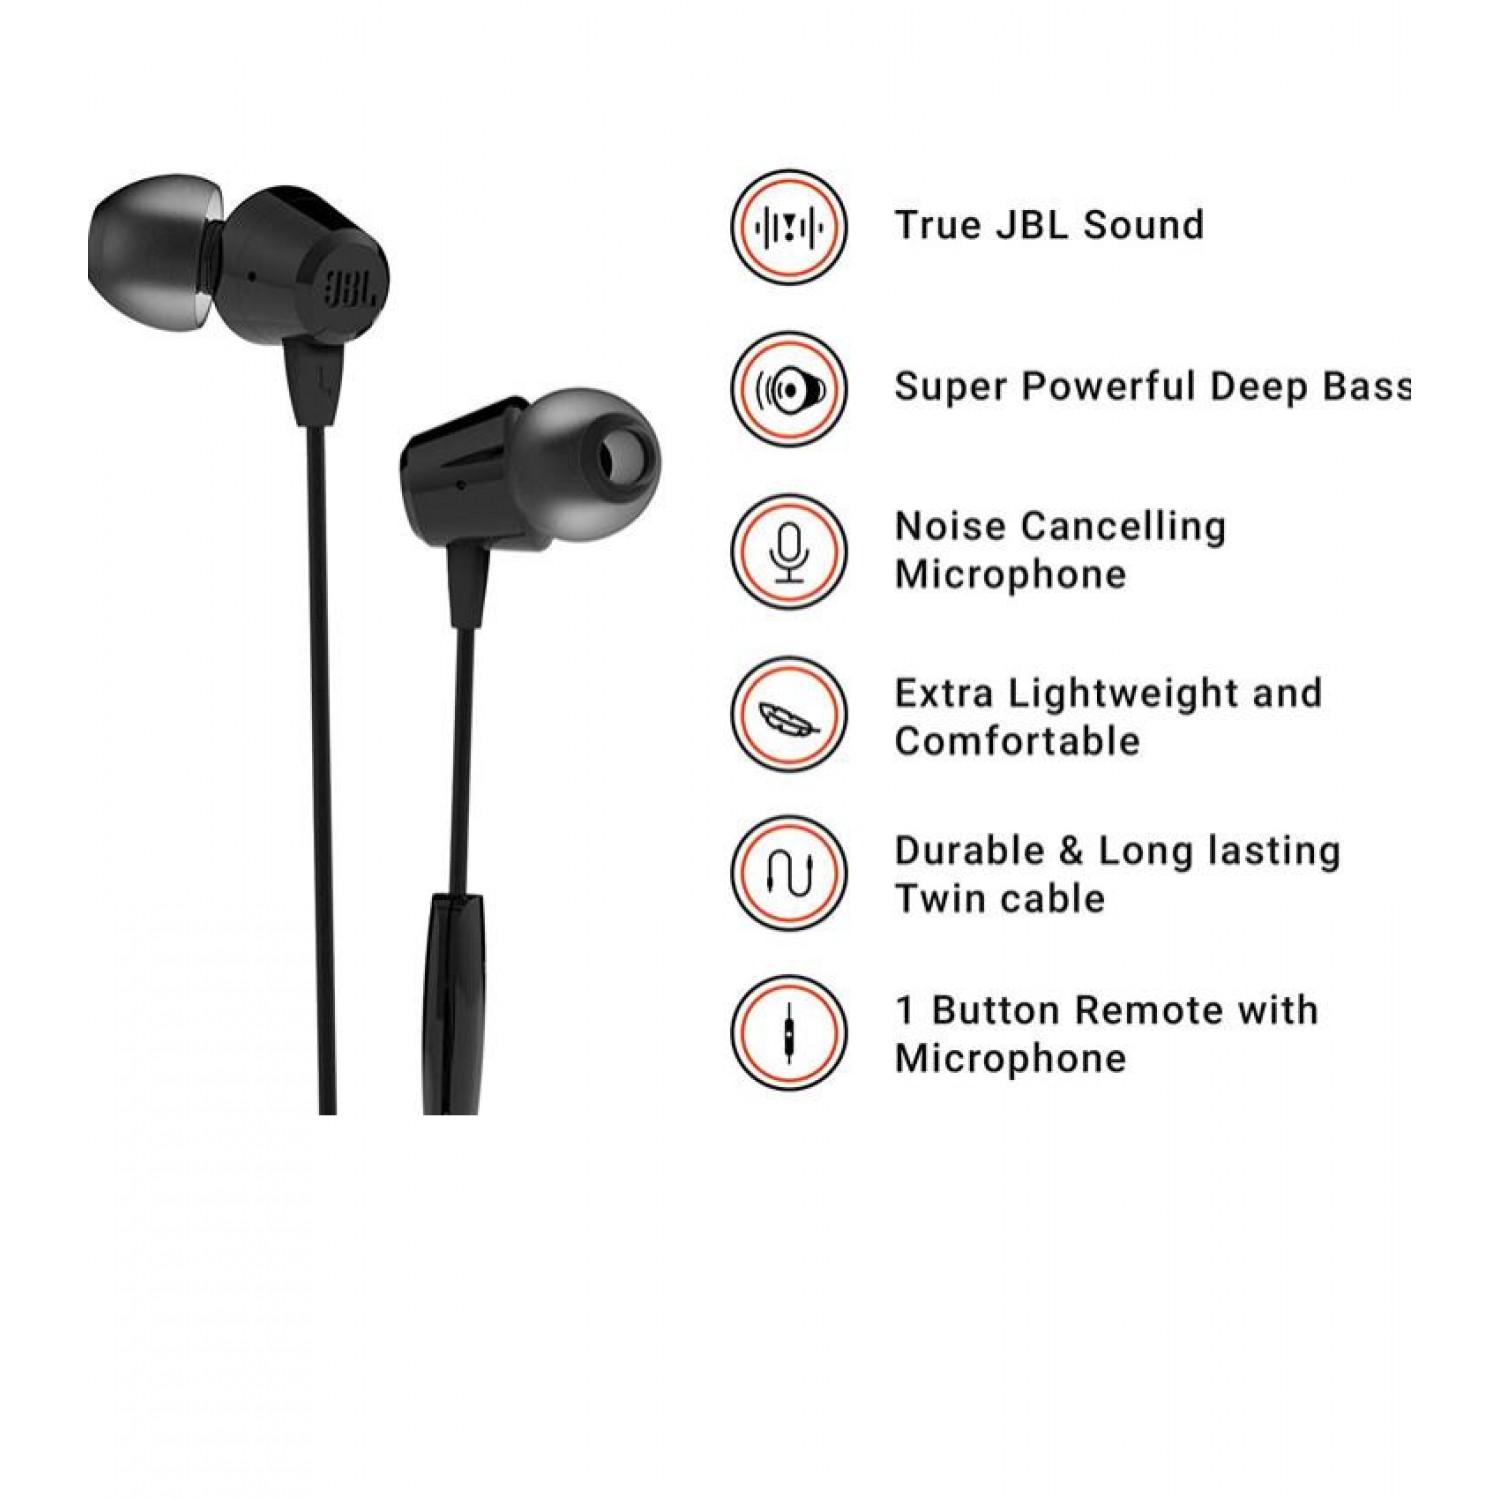 JBL
L
True JBL Sound
Super Powerful Deep Bass
Noise Cancelling
Microphone
Extra Lightweight and
Comfortable
Durable & Long lasting
Twin cable
1 Button Remote with
Microphone